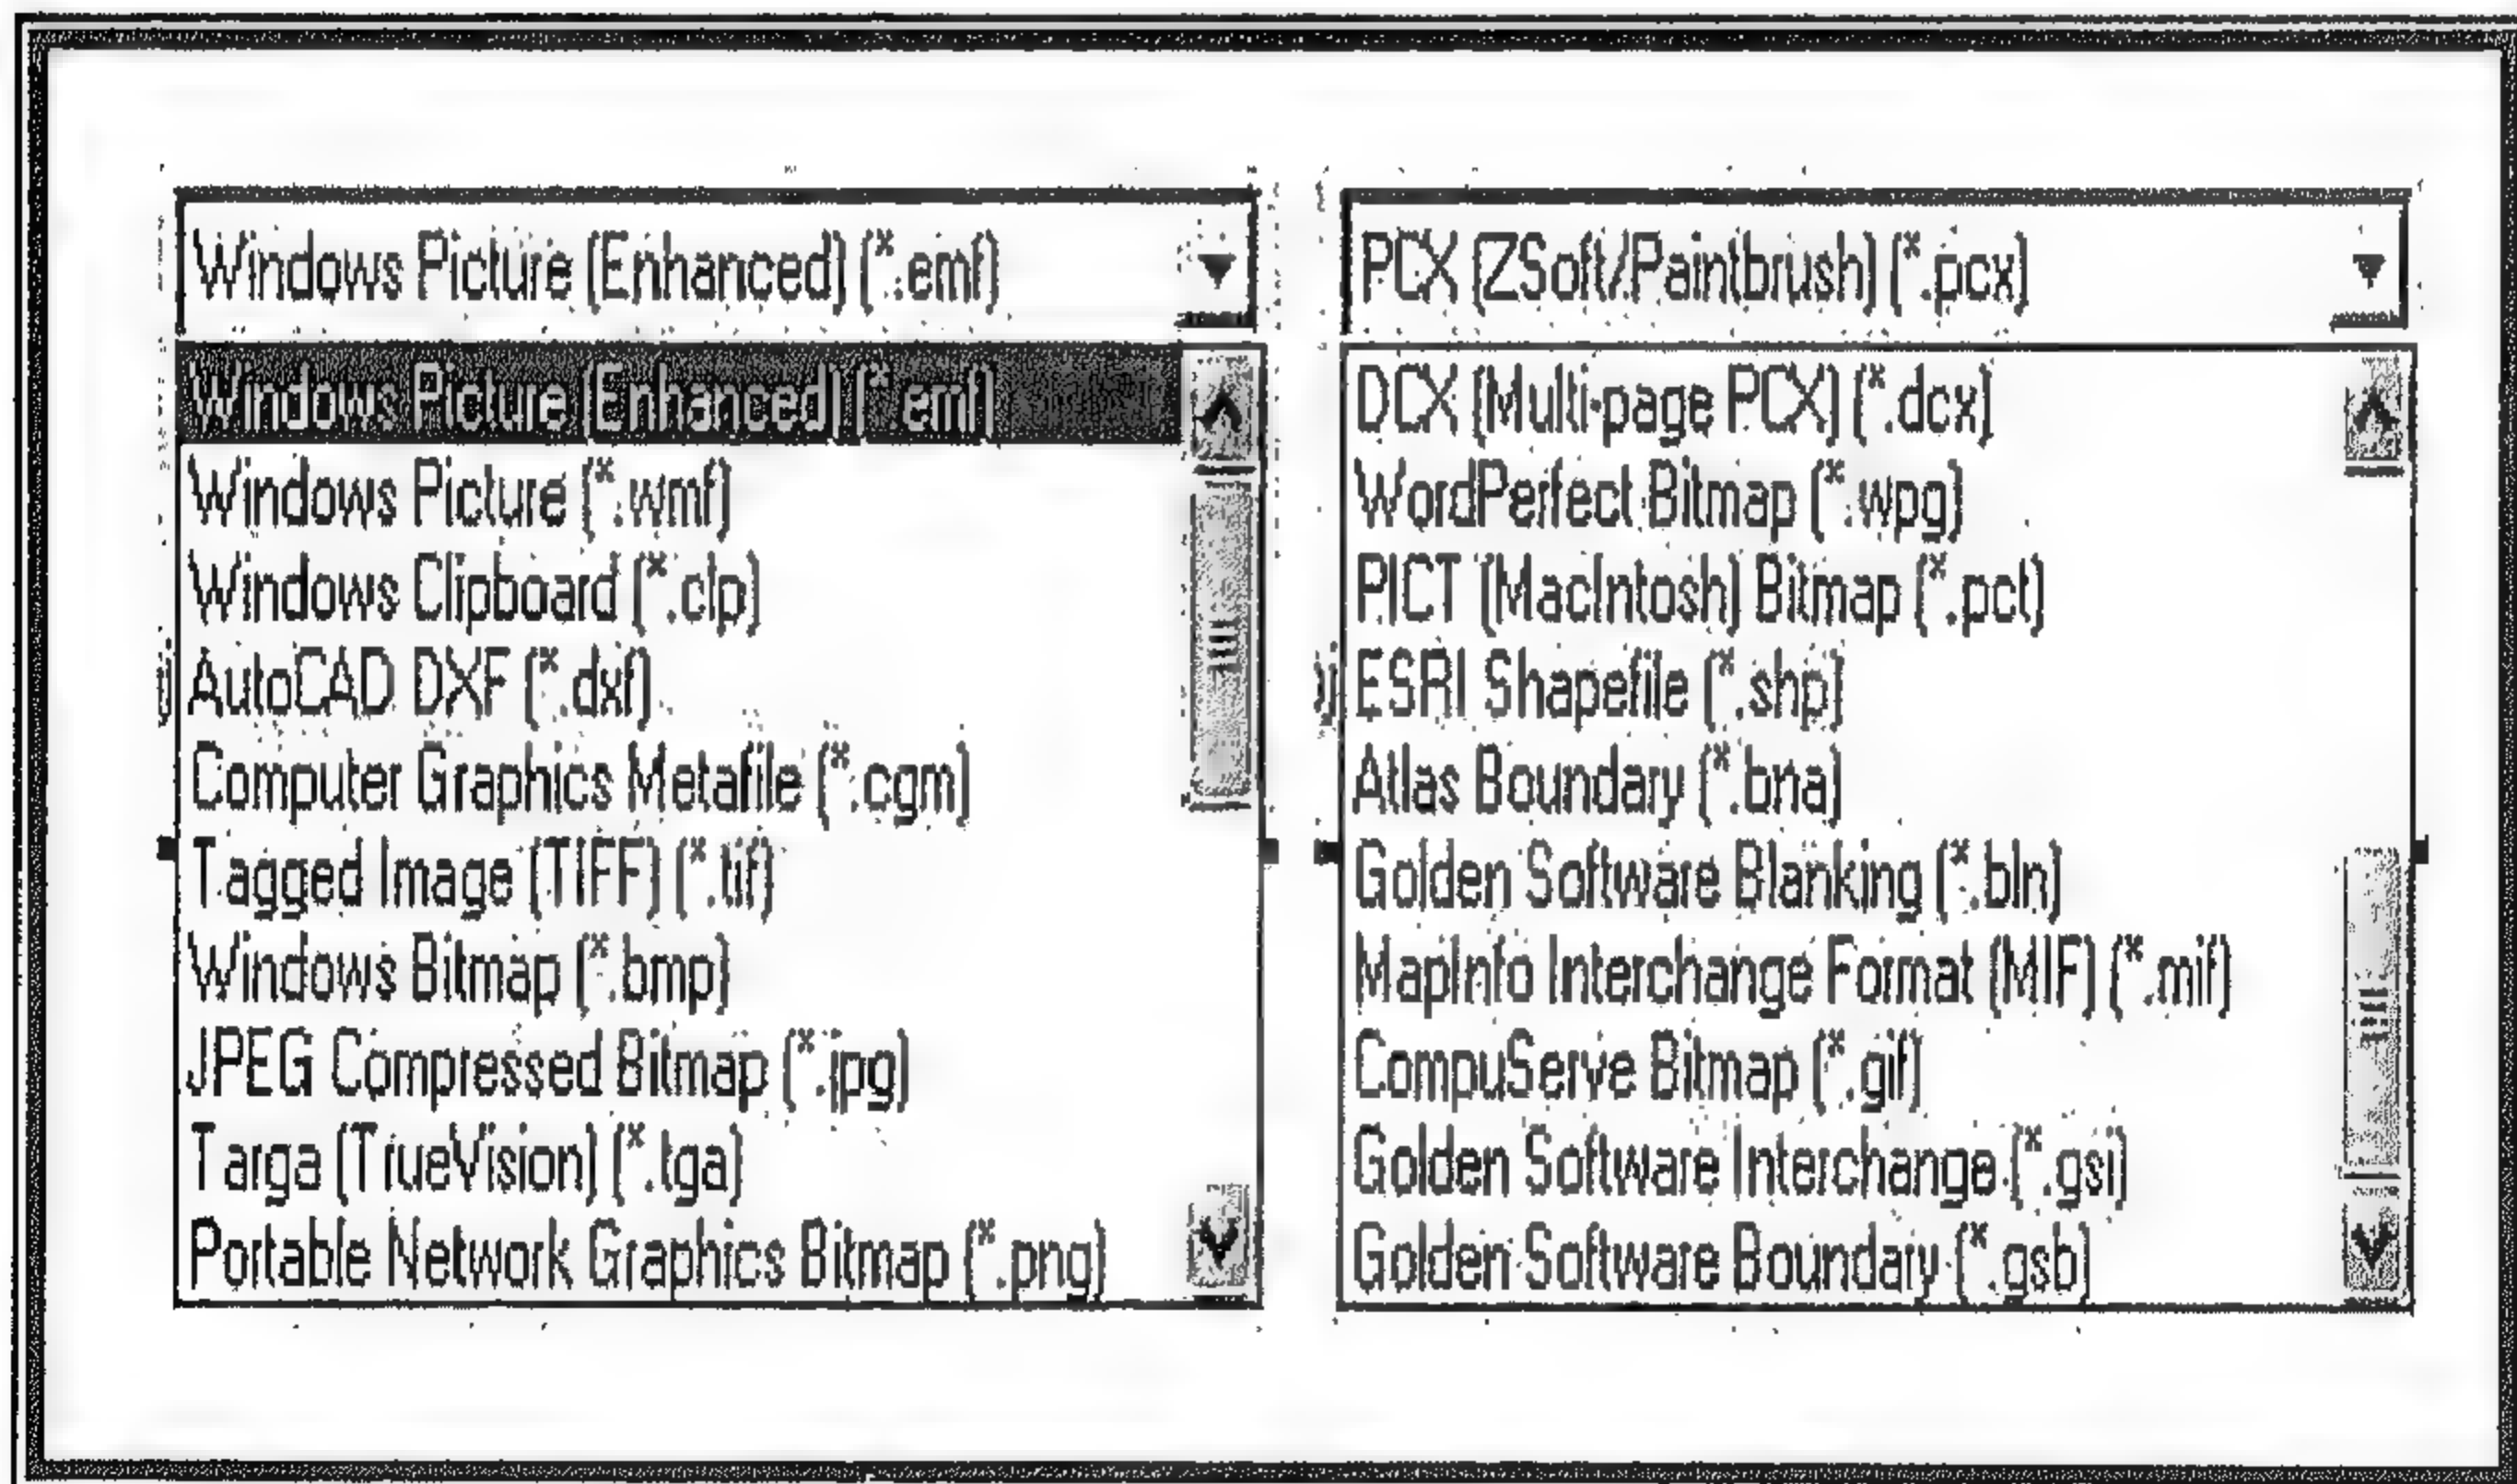 Windows Picture (Enhanced) (*.emf)
Windows Picture (Enhanced) (*.emf)
Windows Picture (*.wmf)
Windows Clipboard (*.clp)
AutoCAD DXF (*.dxf)
Computer Graphics Metafile (*.cgm)
Tagged Image (TIFF) (*.tif)
Windows Bitmap (*.bmp)
JPEG Compressed Bitmap (*.jpg)
Targa (TrueVision) (*.tga)
Portable Network Graphics Bitmap (*.png)
PCX (ZSoft/Paintbrush) (*.pcx)
DCX (Multi-page PCX) (*.dcx)
WordPerfect Bitmap (*.wpg)
PICT (MacIntosh) Bitmap (*.pct)
ESRI Shapefile (*.shp)
Atlas Boundary (*.bna)
Golden Software Blanking (*.bln)
MapInfo Interchange Format (MIF) (*.mif)
CompuServe Bitmap (*.gif)
Golden Software Interchange (*.gsi)
Golden Software Boundary (*.gsb)